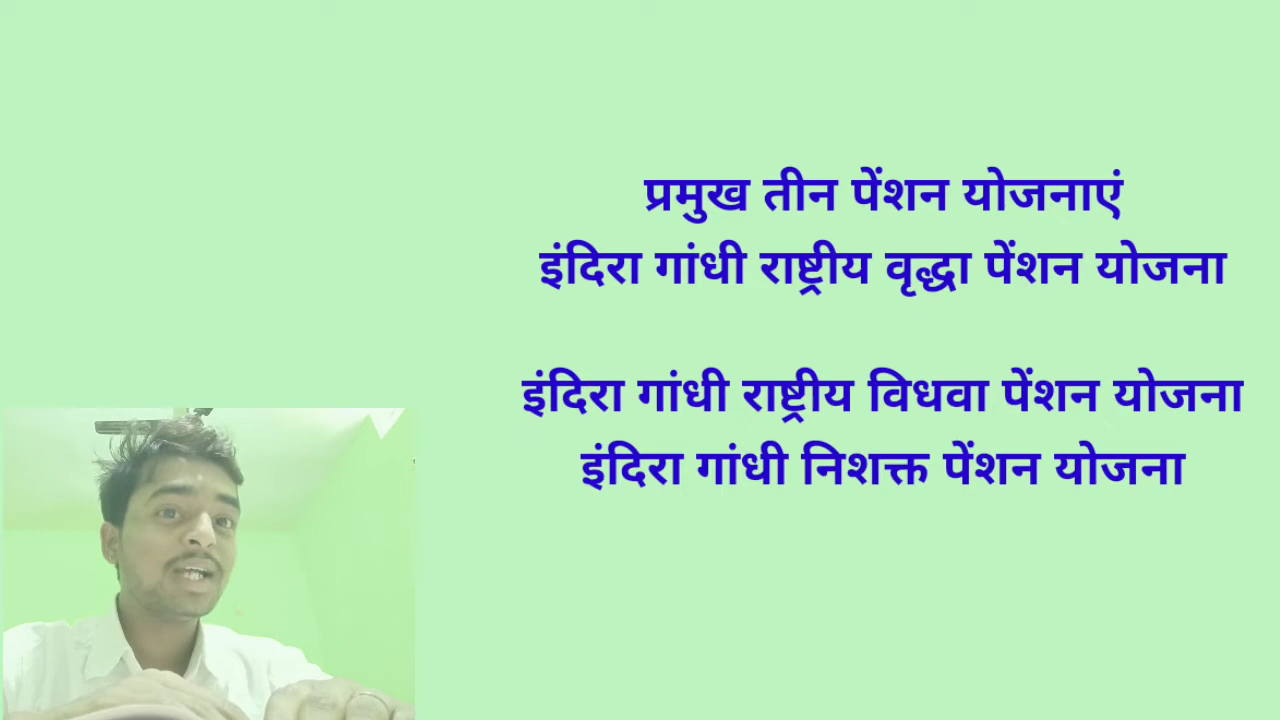 प्रमुख तीन पेंशन योजनाएं
इंदिरा गांधी राष्ट्रीय वृद्धा पेंशन योजना
इंदिरा गांधी राष्ट्रीय विधवा पेंशन योजना
इंदिरा गांधी निशक्त पेंशन योजना